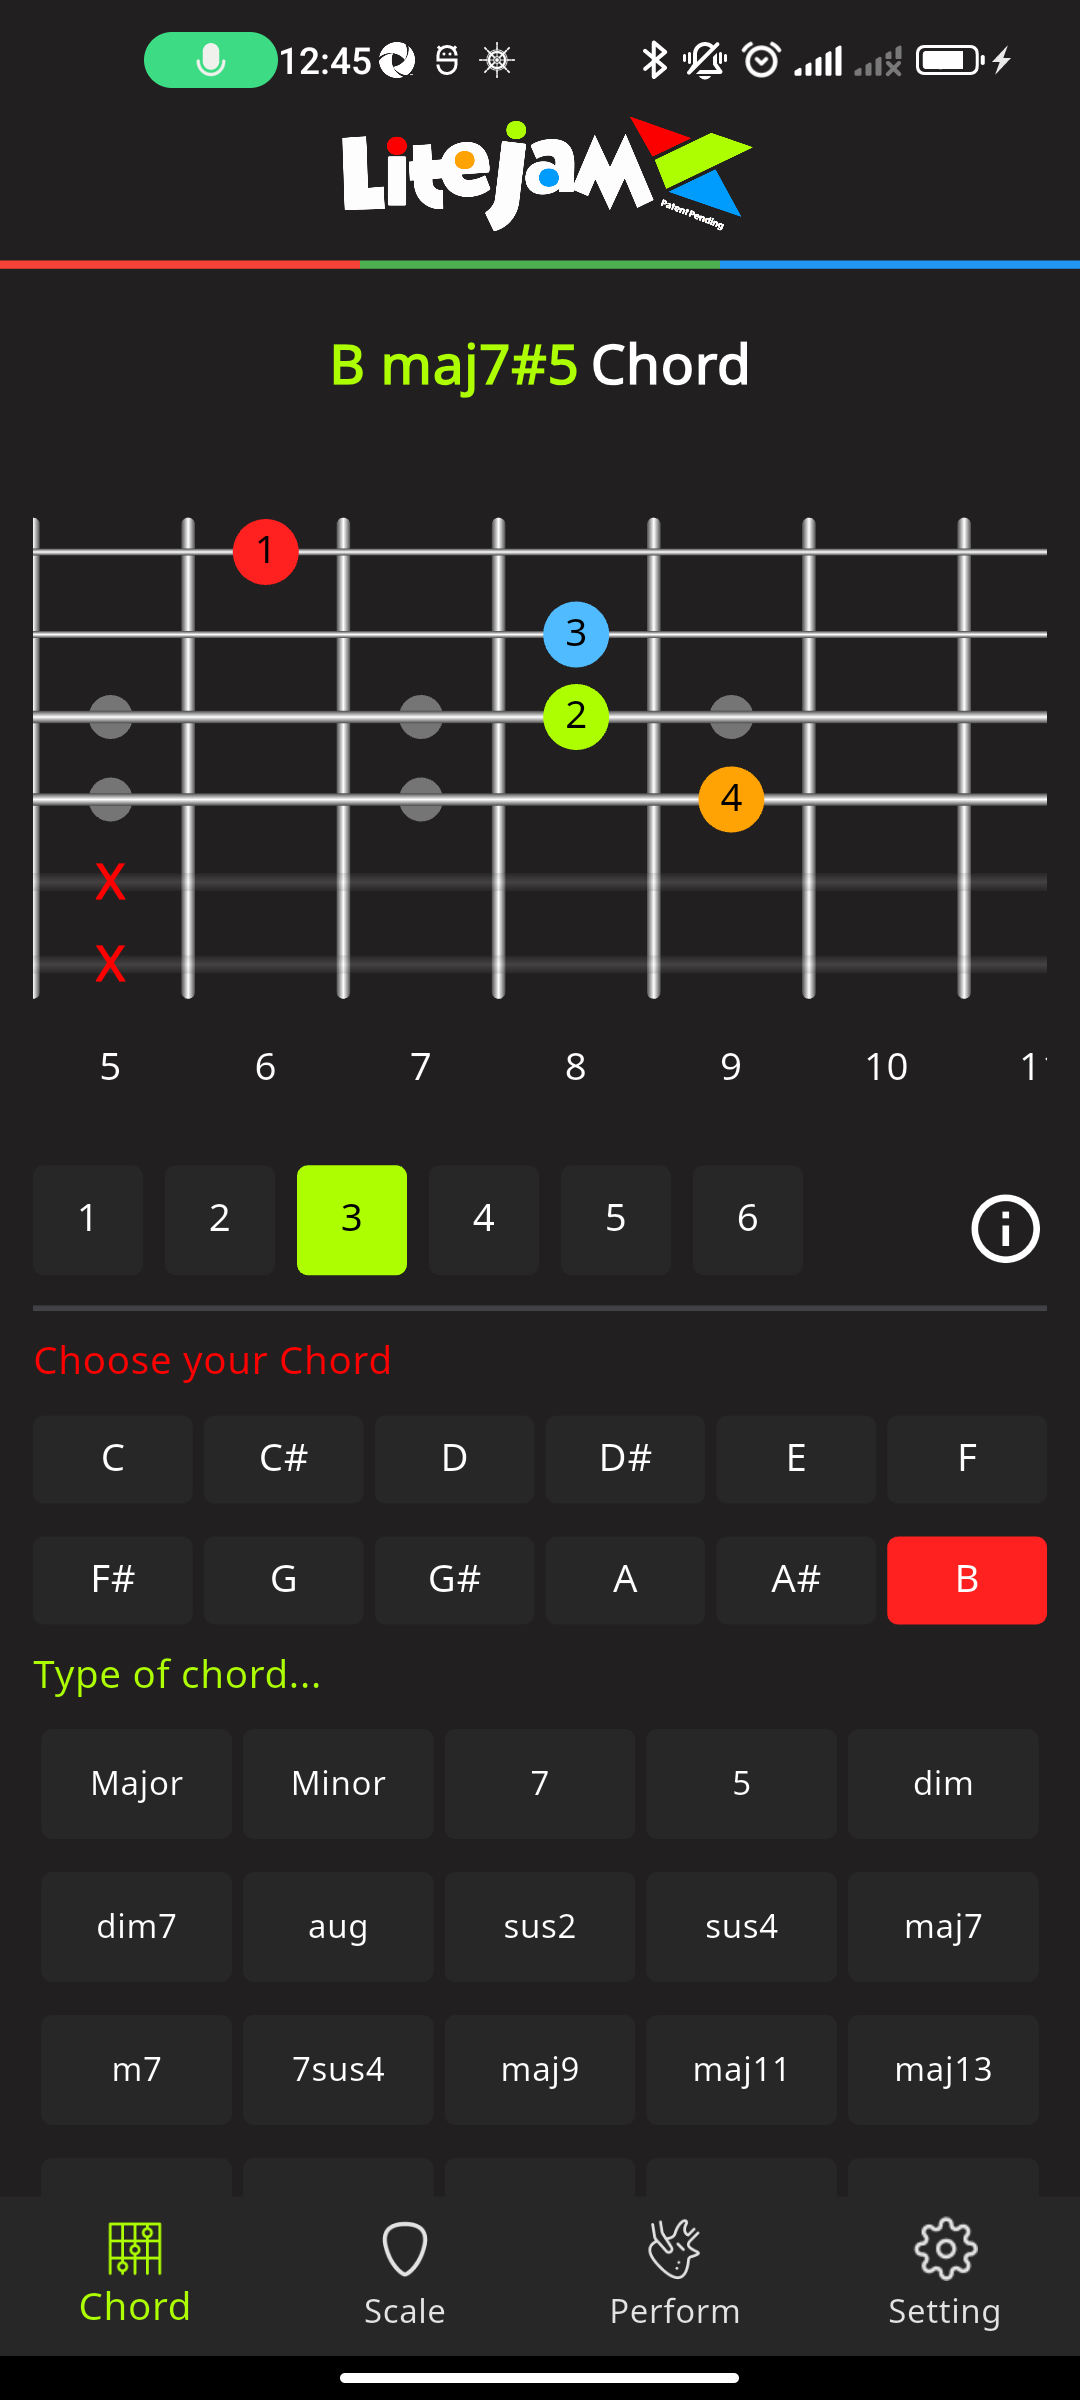 12:45
Litejam
Patent Pending
B maj7#5 Chord
1
3
2
4
X
X
5 6 7 8 9 10
1 2 3 4 5 6
Choose your Chord
C C# D D# E F
F# G G# A A# B
Type of chord...
Major Minor 7 5 dim
dim7 aug sus2 sus4 maj7
m7 7sus4 maj9 maj11 maj13
Chord Scale Perform Setting